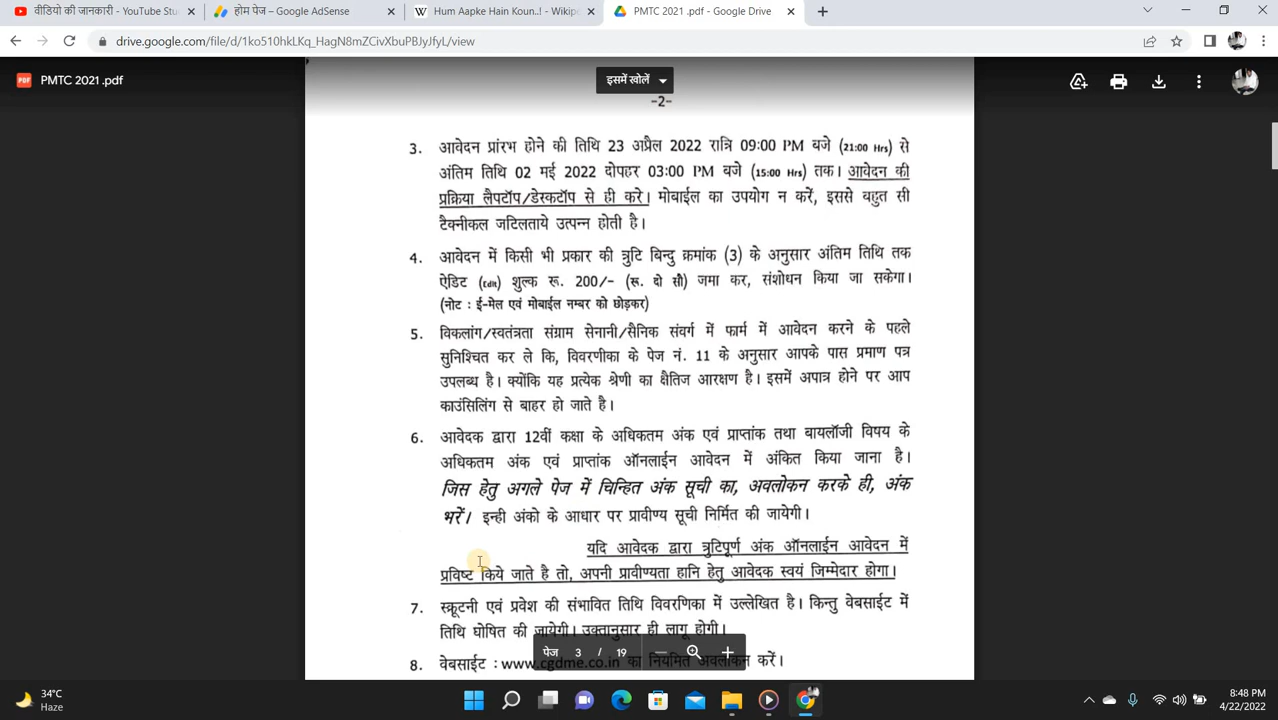 वीडियो की जानकारी - YouTube Stu
होम पेज – Google AdSense
Hum Aapke Hain Koun..! - Wikipe
PMTC 2021 .pdf - Google Drive
drive.google.com/file/d/1ko510hkLKq_HagN8mZCivXbuPBJyJfyL/view
PDF PMTC 2021 .pdf
इसमें खोलें
-2-
3. आवेदन प्रांरभ होने की तिथि 23 अप्रैल 2022 रात्रि 09:00 PM बजे (21:00 Hrs) से
अंतिम तिथि 02 मई 2022 दोपहर 03:00 PM बजे (15:00 Hrs) तक। आवेदन की
प्रक्रिया लैपटॉप/डेस्कटॉप से ही करे। मोबाईल का उपयोग न करें, इससे बहुत सी
टैक्नीकल जटिलताये उत्पन्न होती है।
4. आवेदन में किसी भी प्रकार की त्रुटि बिन्दु क्रमांक (3) के अनुसार अंतिम तिथि तक
ऐडिट (Edit) शुल्क रू. 200/- (रू. दो सौ) जमा कर, संशोधन किया जा सकेगा।
(नोट : ई-मेल एवं मोबाईल नम्बर को छोड़कर)
5. विकलांग/स्वतंत्रता संग्राम सेनानी/सैनिक संवर्ग में फार्म में आवेदन करने के पहले
सुनिश्चित कर ले कि, विवरणीका के पेज नं. 11 के अनुसार आपके पास प्रमाण पत्र
उपलब्ध है। क्योंकि यह प्रत्येक श्रेणी का क्षैतिज आरक्षण है। इसमें अपात्र होने पर आप
काउंसिलिंग से बाहर हो जाते है।
6. आवेदक द्वारा 12वीं कक्षा के अधिकतम अंक एवं प्राप्तांक तथा बायलॉजी विषय के
अधिकतम अंक एवं प्राप्तांक ऑनलाईन आवेदन में अंकित किया जाना है।
जिस हेतु अगले पेज में चिन्हित अंक सूची का, अवलोकन करके ही, अंक
भरें। इन्ही अंको के आधार पर प्रावीण्य सूची निर्मित की जायेगी।
यदि आवेदक द्वारा त्रुटिपूर्ण अंक ऑनलाईन आवेदन में
प्रविष्ट किये जाते है तो, अपनी प्रावीण्यता हानि हेतु आवेदक स्वयं जिम्मेदार होगा।
7. स्क्रूटनी एवं प्रवेश की संभावित तिथि विवरणिका में उल्लेखित है। किन्तु वेबसाईट में
तिथि घोषित की जायेगी। उक्तानुसार ही लागू होगी।
पेज 3 / 19
8. वेबसाईट : www.cgdme.co.in का नियमित अवलोकन करें।
34°C
Haze
8:48 PM
4/22/2022